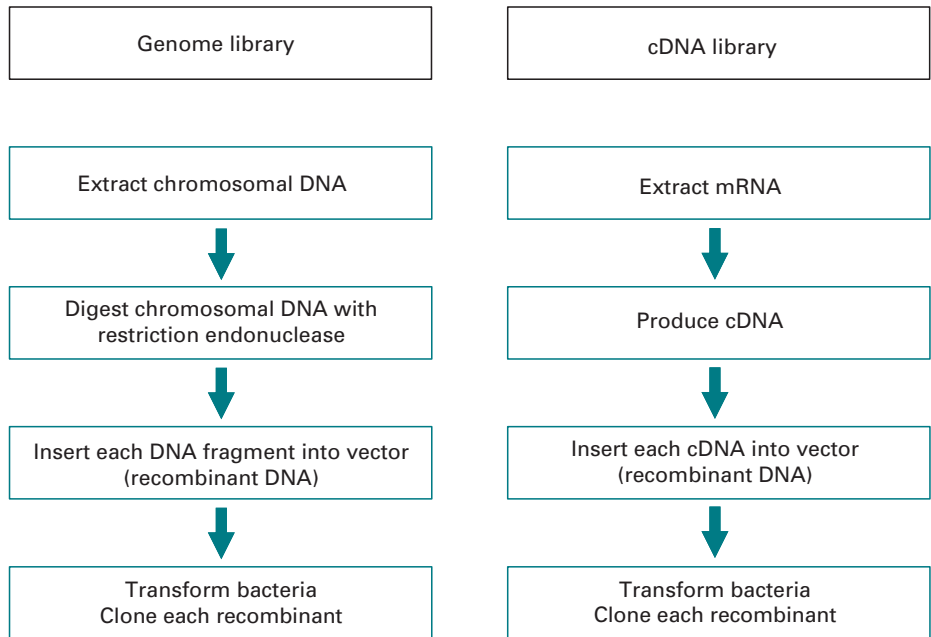 Genome library
Extract chromosomal DNA
Digest chromosomal DNA with
restriction endonuclease
Insert each DNA fragment into vector
(recombinant DNA)
Transform bacteria
Clone each recombinant
cDNA library
Extract mRNA
Produce cDNA
Insert each cDNA into vector
(recombinant DNA)
Transform bacteria
Clone each recombinant